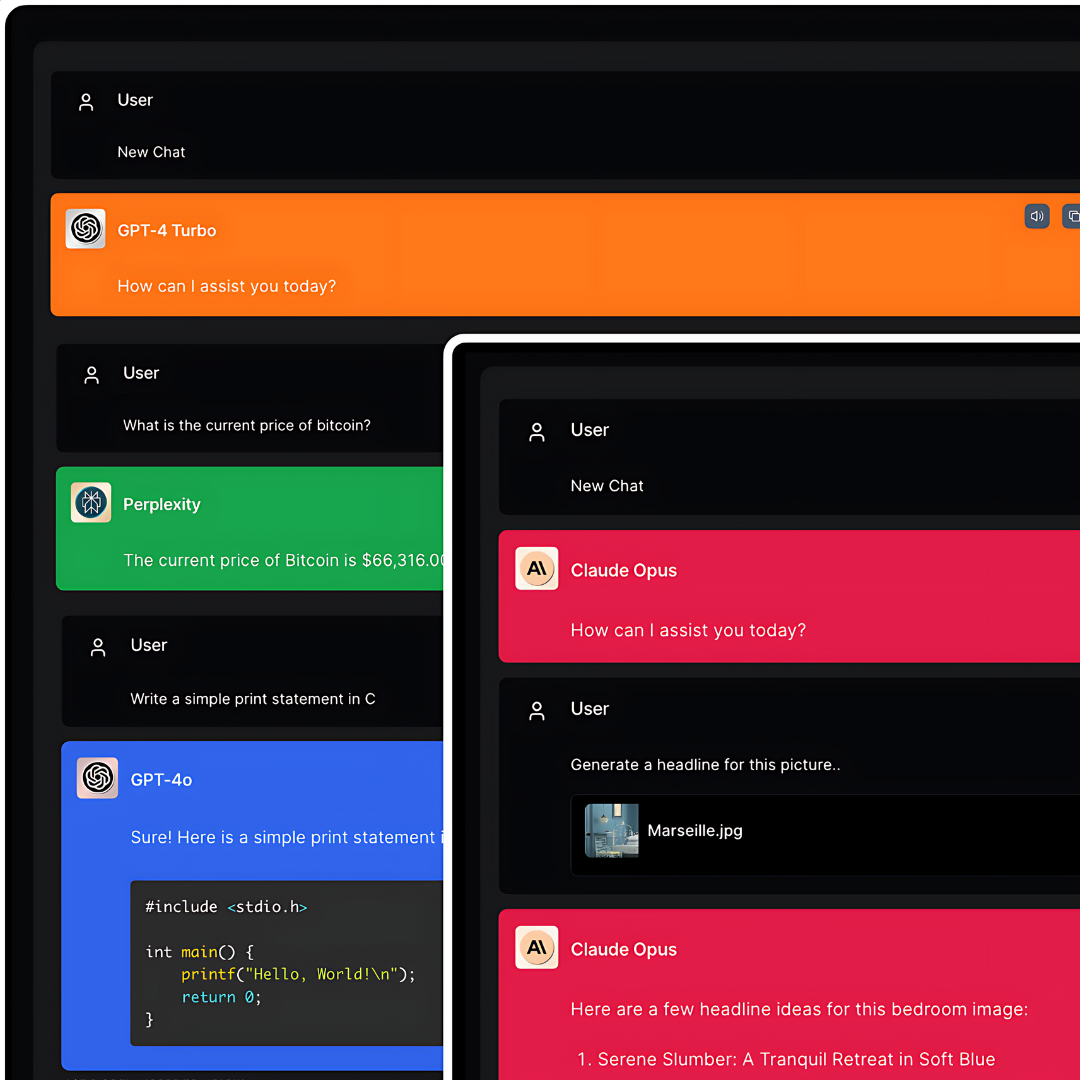 User
New Chat
GPT-4 Turbo
How can I assist you today?
User
What is the current price of bitcoin?
Perplexity
The current price of Bitcoin is $66,316.00
User
Write a simple print statement in C
GPT-4o
Sure! Here is a simple print statement
#include <stdio.h>
int main() {
printf("Hello, World!\n");
return 0;
}
User
New Chat
Claude Opus
How can I assist you today?
User
Generate a headline for this picture..
Marseille.jpg
Claude Opus
Here are a few headline ideas for this bedroom image:
1. Serene Slumber: A Tranquil Retreat in Soft Blue